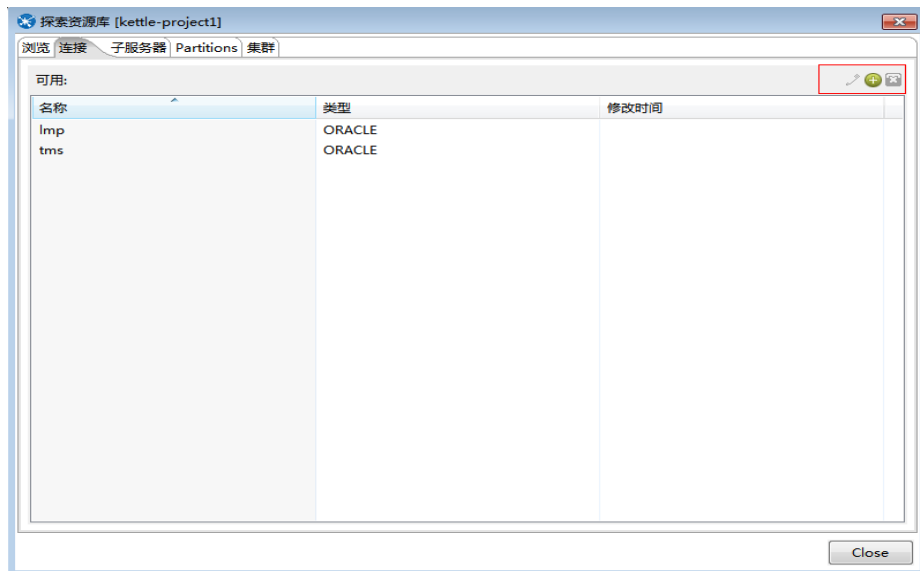 探索资源库 [kettle-project1]
浏览 连接 子服务器 Partitions 集群
可用:
名称 类型 修改时间
lmp ORACLE
tms ORACLE
Close